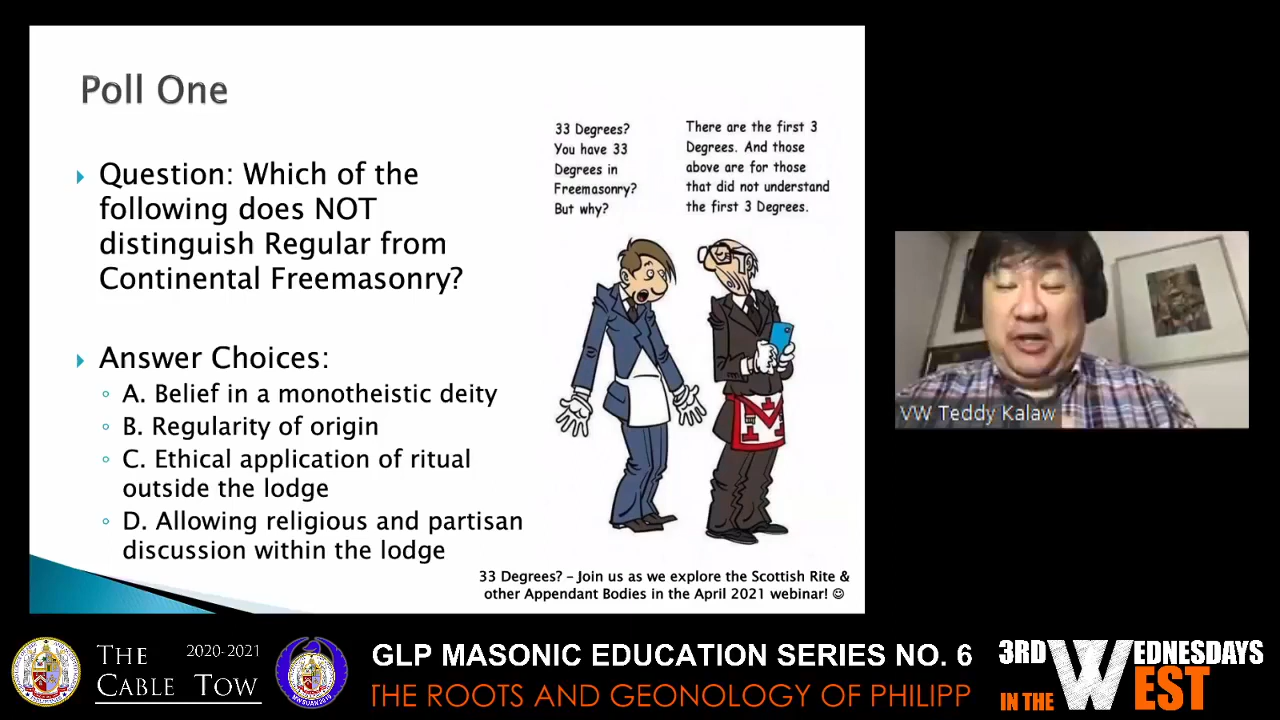 Poll One
Question: Which of the
following does NOT
distinguish Regular from
Continental Freemasonry?
Answer Choices:
A. Belief in a monotheistic deity
B. Regularity of origin
C. Ethical application of ritual
outside the lodge
D. Allowing religious and partisan
discussion within the lodge
33 Degrees?
You have 33
Degrees in
Freemasonry?
But why?
There are the first 3
Degrees. And those
above are for those
that did not understand
the first 3 Degrees.
33 Degrees? – Join us as we explore the Scottish Rite &
other Appendant Bodies in the April 2021 webinar! ☺
VW Teddy Kalaw
THE
CABLE TOW
2020-2021
GLP MASONIC EDUCATION SERIES NO. 6
THE ROOTS AND GEONOLOGY OF PHILIPP
3RD WEDNESDAYS
IN THE WEST